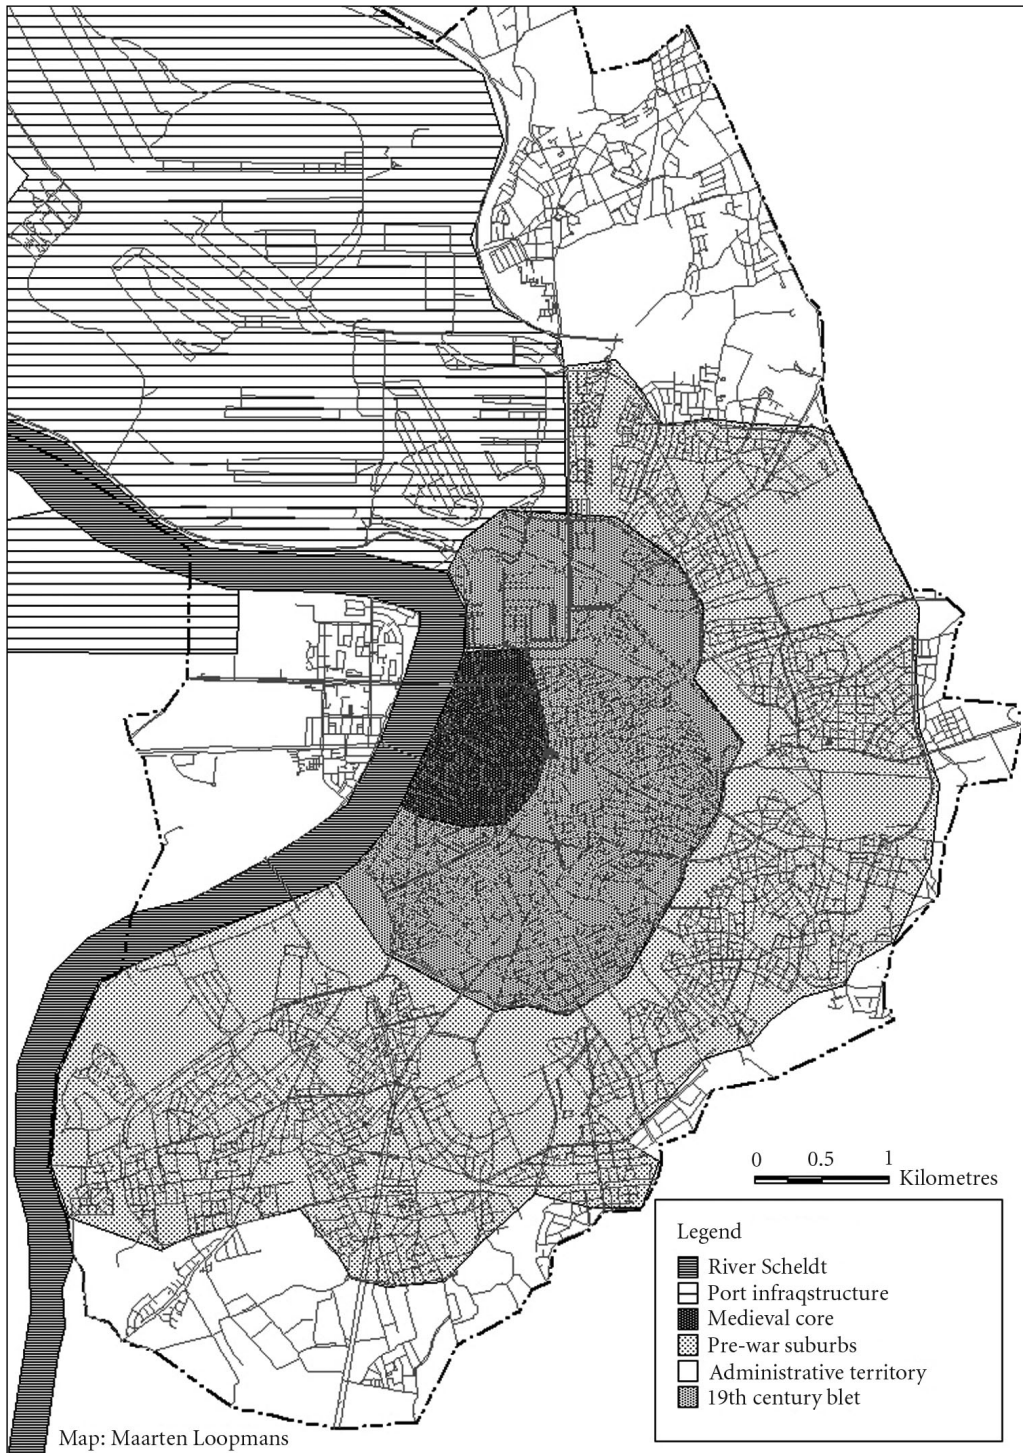 0 0.5 1
Kilometres
Legend
River Scheldt
Port infraqstructure
Medieval core
Pre-war suburbs
Administrative territory
19th century blet
Map: Maarten Loopmans